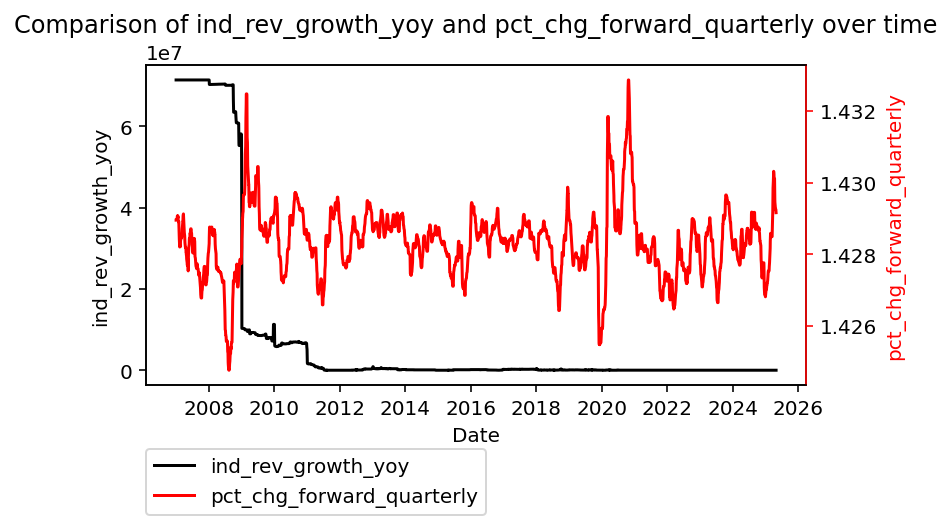 Comparison of ind_rev_growth_yoy and pct_chg_forward_quarterly over time
1e7
6
4
2
0
ind_rev_growth_yoy
1.432
1.430
1.428
1.426
pct_chg_forward_quarterly
2008 2010 2012 2014 2016 2018 2020 2022 2024 2026
Date
ind_rev_growth_yoy
pct_chg_forward_quarterly